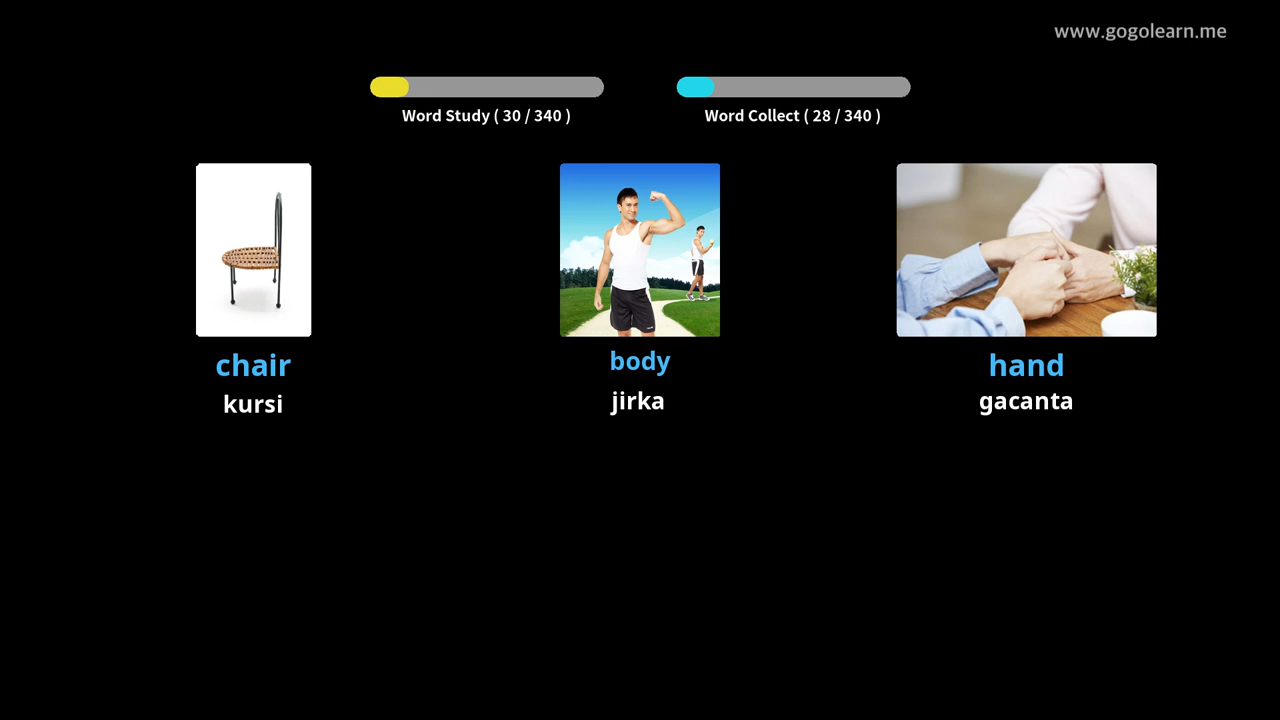 www.gogolearn.me
Word Study ( 30 / 340 )
Word Collect ( 28 / 340 )
chair
kursi
body
jirka
hand
gacanta